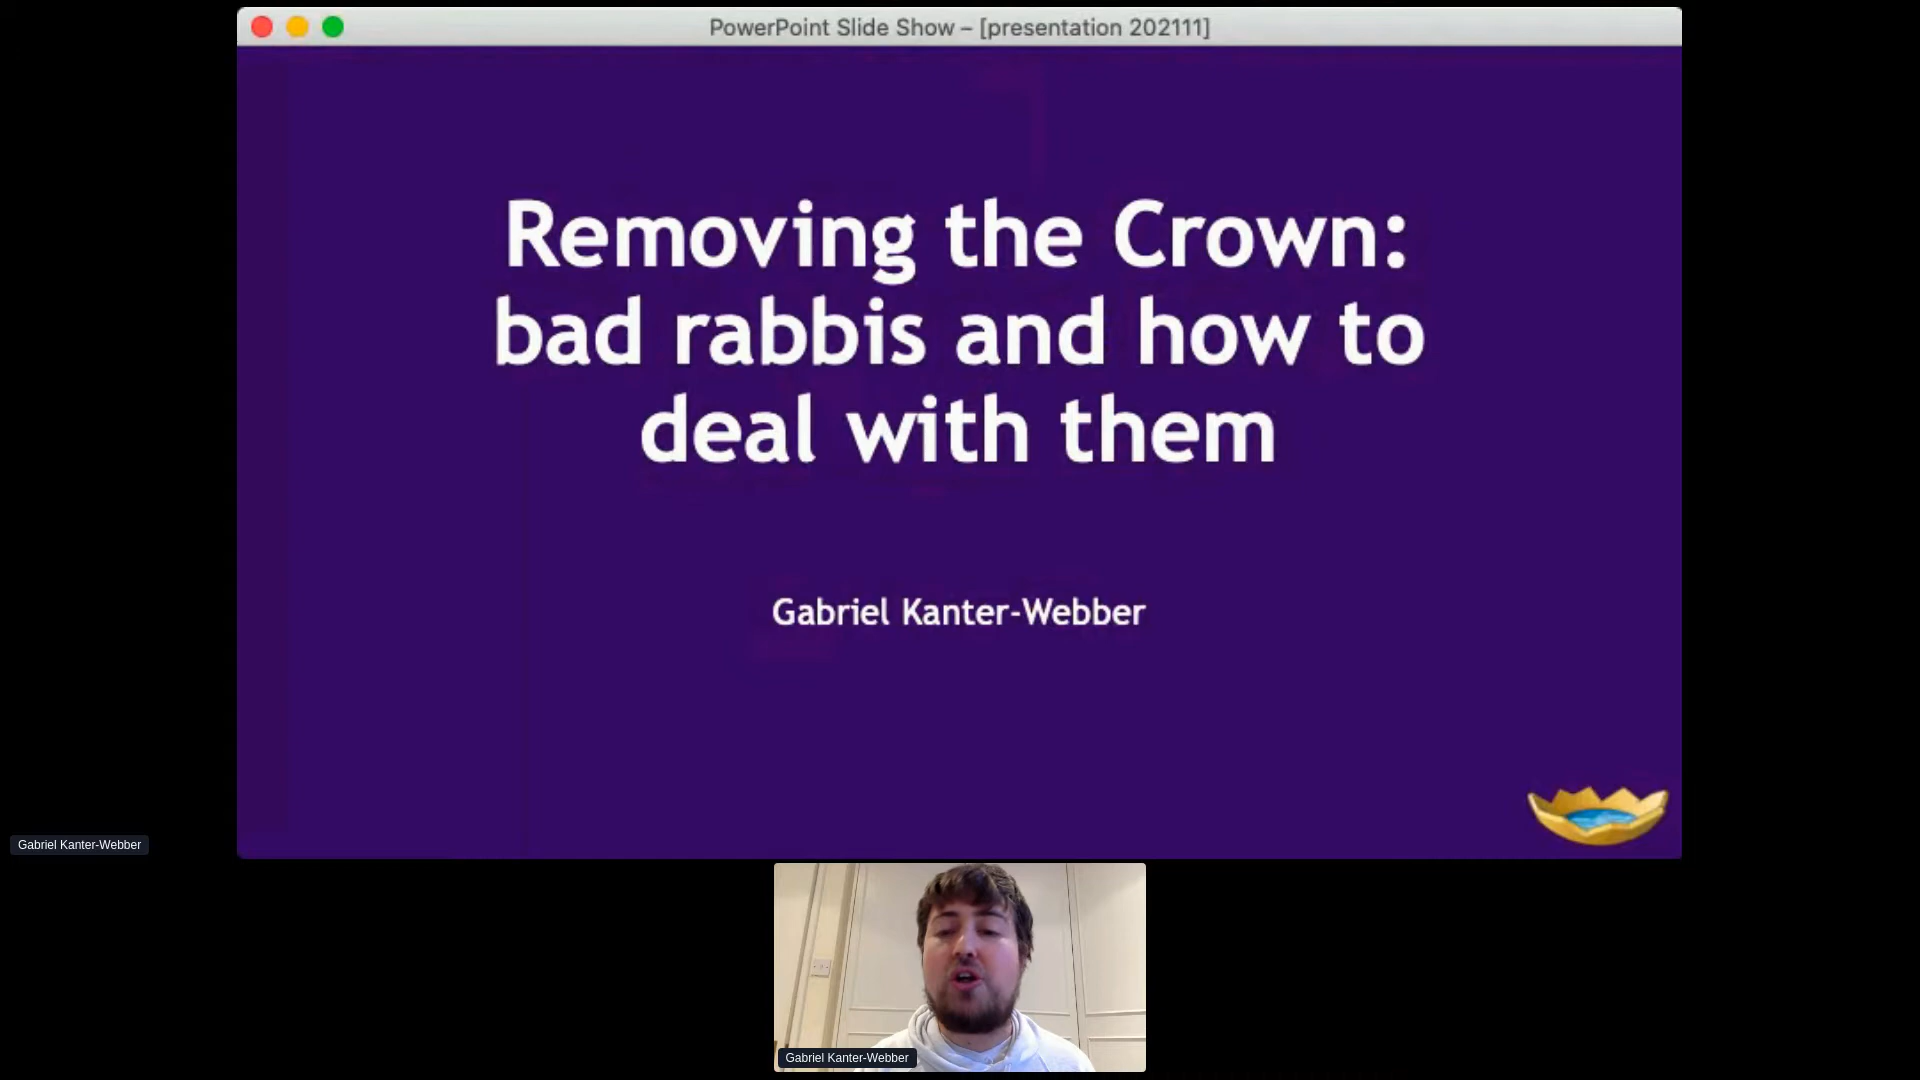 PowerPoint Slide Show – [presentation 202111]
Removing the Crown:
bad rabbis and how to
deal with them
Gabriel Kanter-Webber
Gabriel Kanter-Webber
Gabriel Kanter-Webber